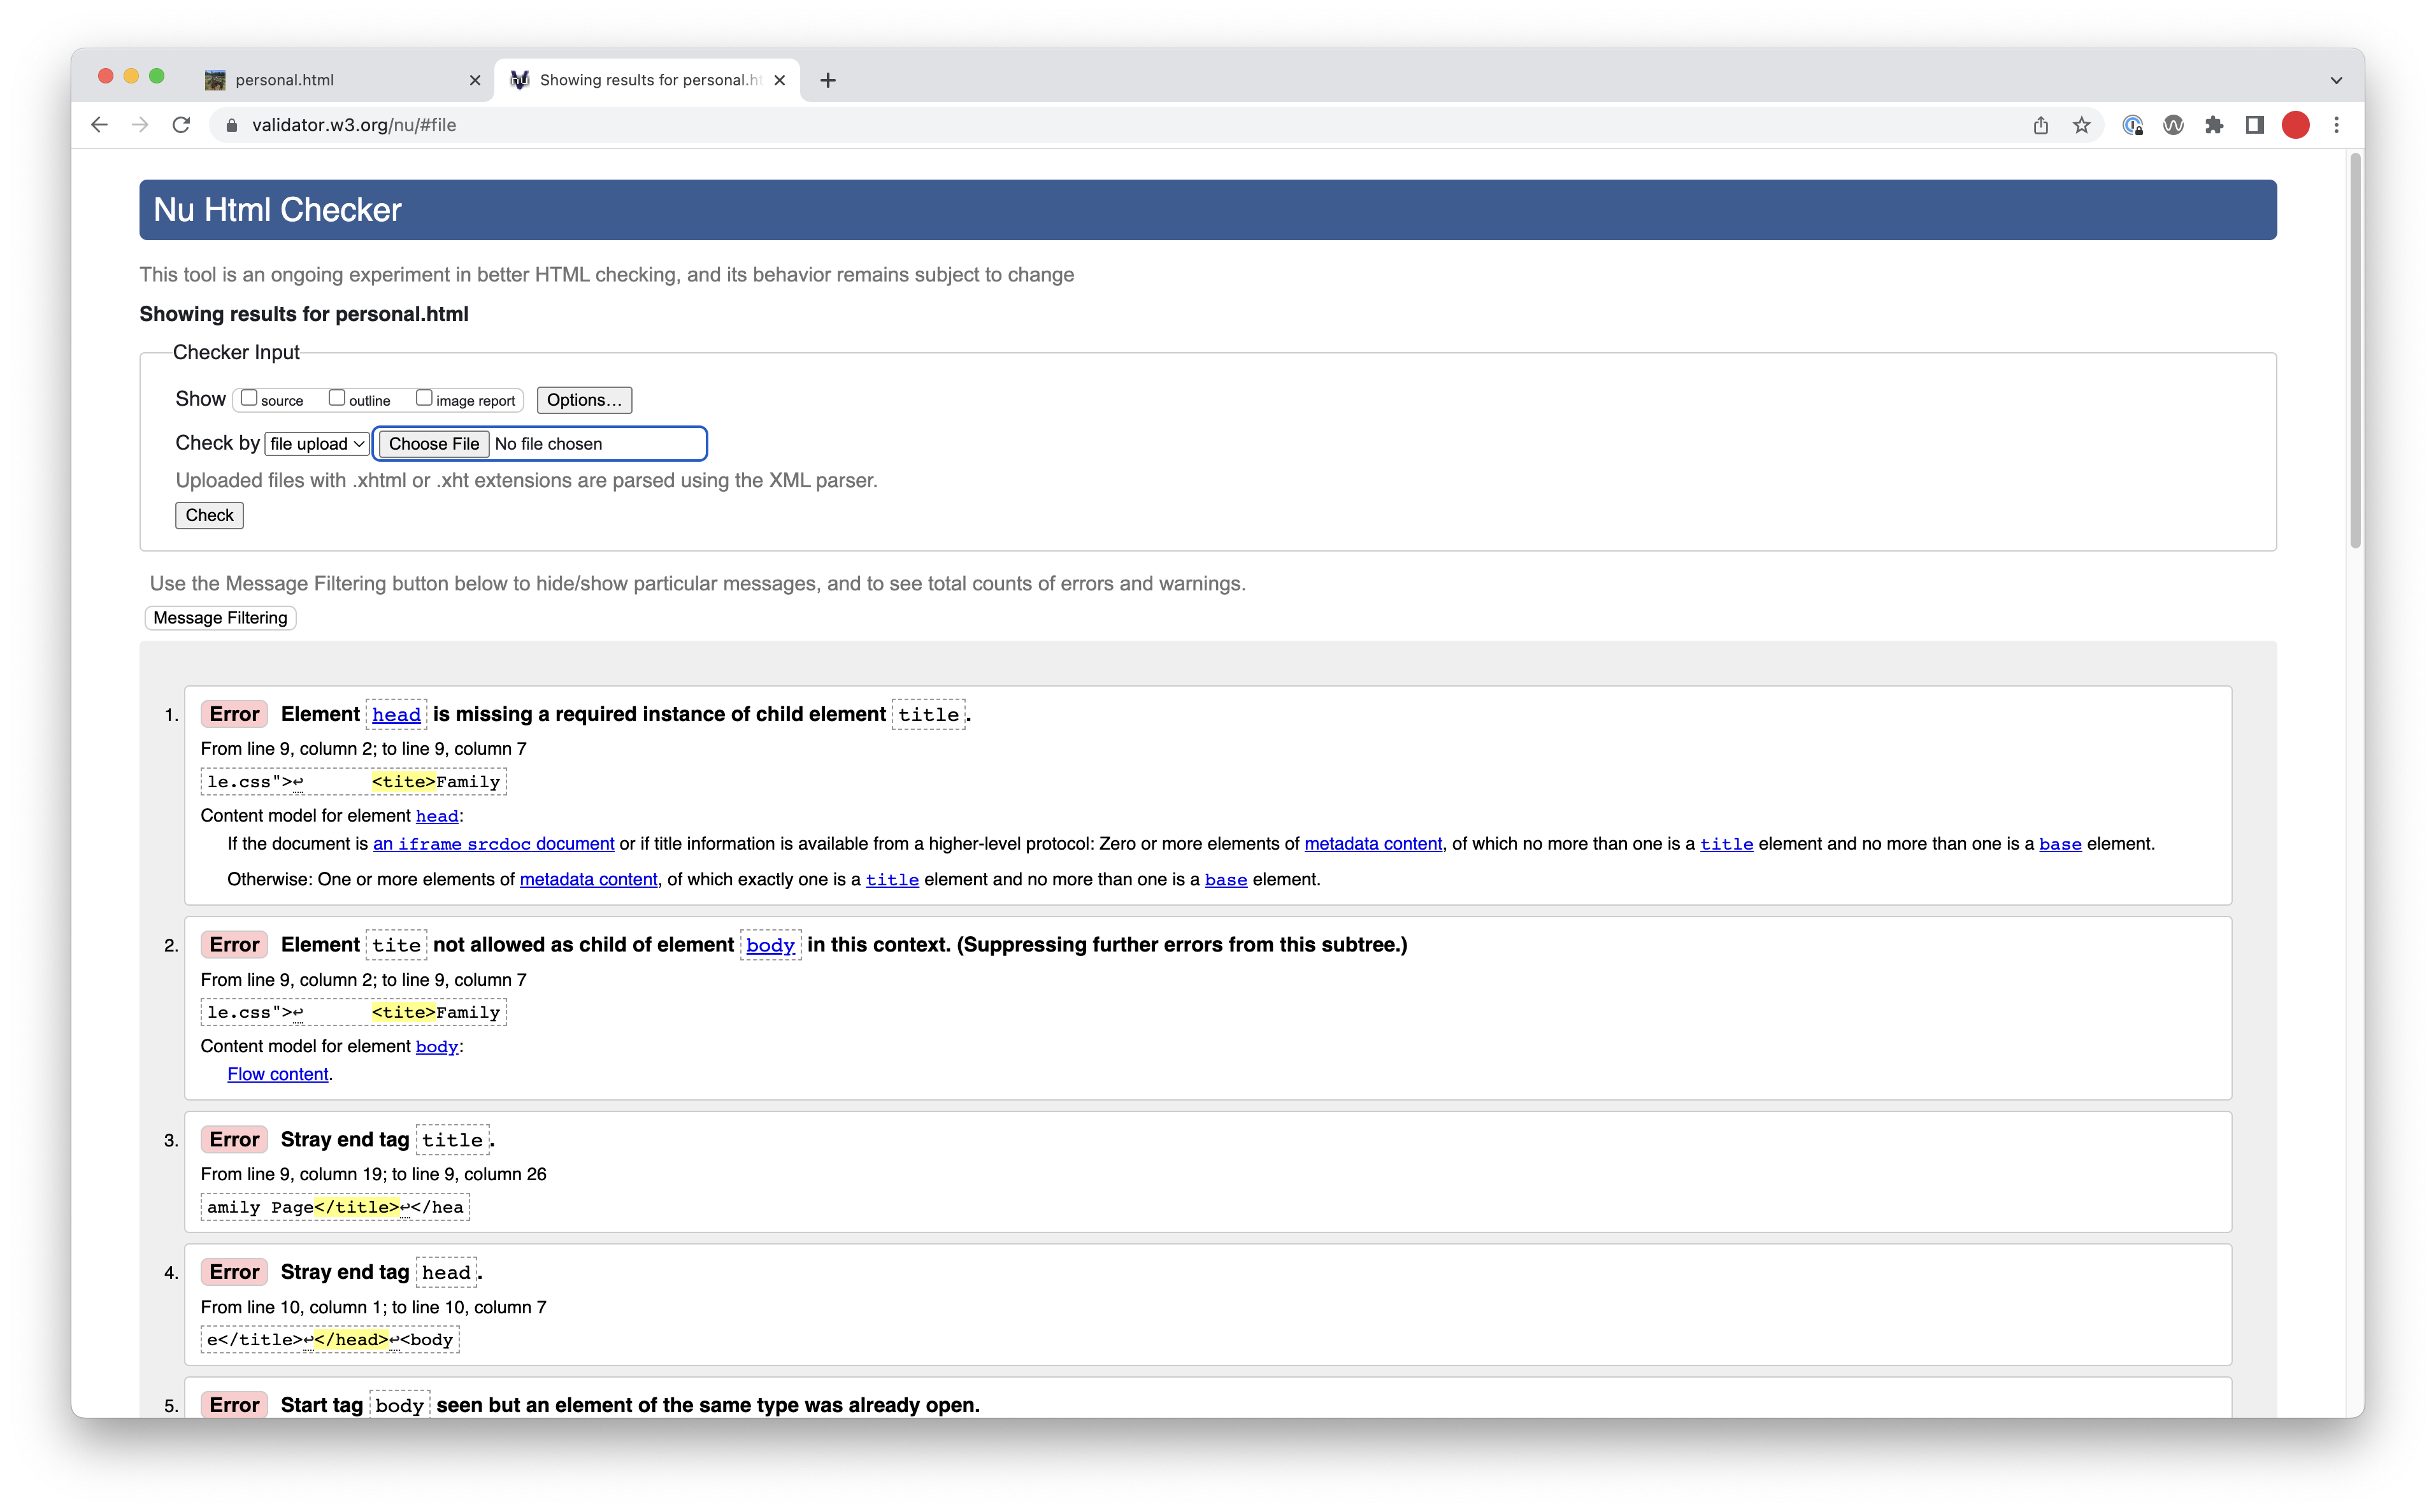 personal.html
Showing results for personal.ht
validator.w3.org/nu/#file
Nu Html Checker
This tool is an ongoing experiment in better HTML checking, and its behavior remains subject to change
Showing results for personal.html
Checker Input
Show source outline image report Options...
Check by file upload Choose File No file chosen
Uploaded files with .xhtml or .xht extensions are parsed using the XML parser.
Check
Use the Message Filtering button below to hide/show particular messages, and to see total counts of errors and warnings.
Message Filtering
1. Error Element head is missing a required instance of child element title.
From line 9, column 2; to line 9, column 7
le.css">↩ <tite>Family
Content model for element head:
If the document is an iframe srcdoc document or if title information is available from a higher-level protocol: Zero or more elements of metadata content, of which no more than one is a title element and no more than one is a base element.
Otherwise: One or more elements of metadata content, of which exactly one is a title element and no more than one is a base element.
2. Error Element tite not allowed as child of element body in this context. (Suppressing further errors from this subtree.)
From line 9, column 2; to line 9, column 7
le.css">↩ <tite>Family
Content model for element body:
Flow content.
3. Error Stray end tag title.
From line 9, column 19; to line 9, column 26
amily Page</title>↩</hea
4. Error Stray end tag head.
From line 10, column 1; to line 10, column 7
e</title>↩</head>↩<body
5. Error Start tag body seen but an element of the same type was already open.